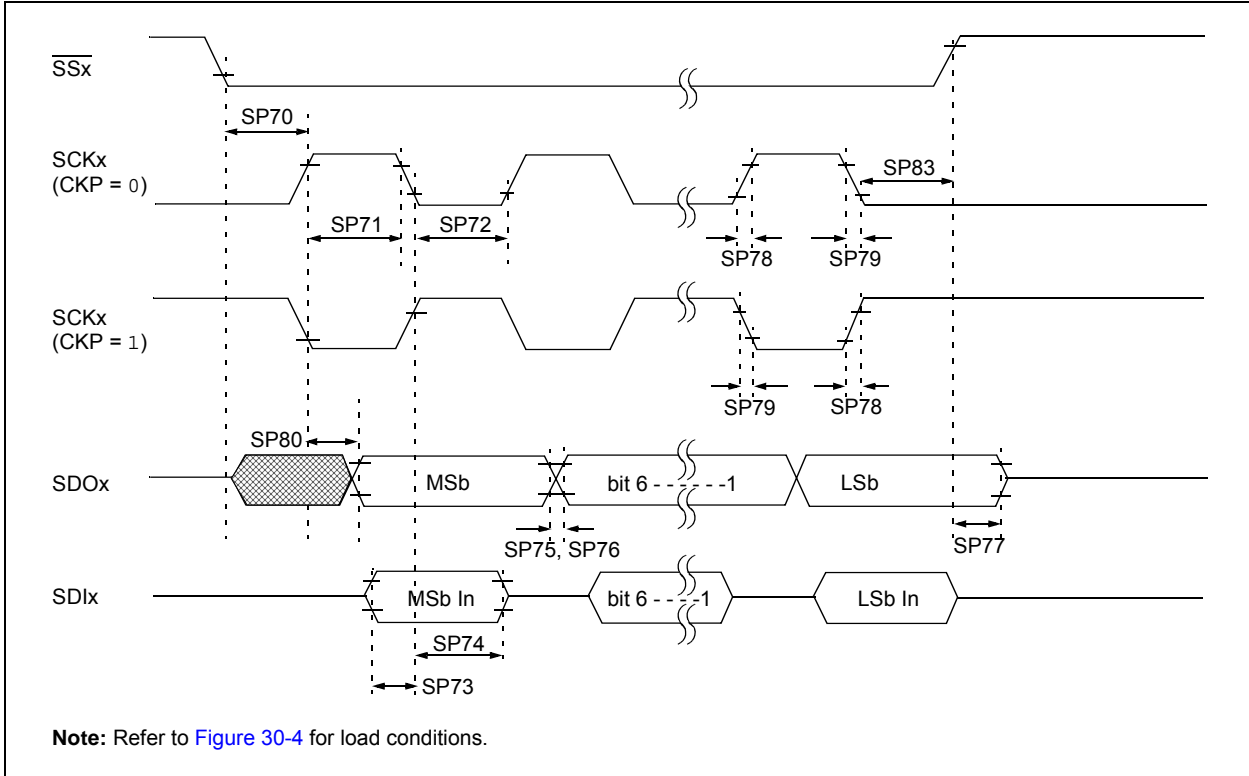 SSx
SP70
SCKx
(CKP = 0)
SP83
SP71
SP72
SP78
SP79
SCKx
(CKP = 1)
SP79
SP78
SP80
SDOx
MSb
bit 6 - - - - - -1
LSb
SP75, SP76
SP77
SDIx
MSb In
bit 6 - - - -1
LSb In
SP74
SP73
Note: Refer to Figure 30-4 for load conditions.